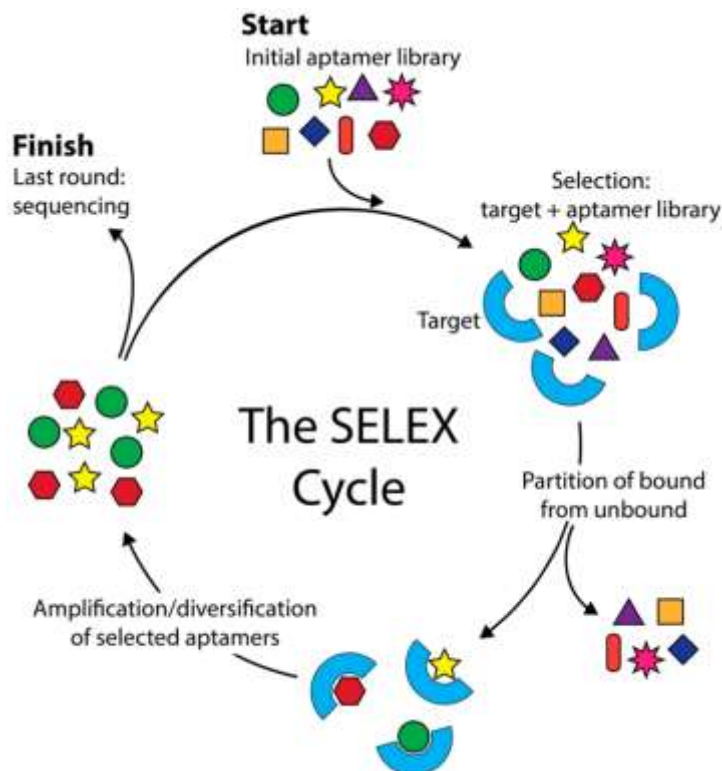 Start
Initial aptamer library
Finish
Last round:
sequencing
Selection:
target + aptamer library
Target
The SELEX
Cycle
Partition of bound
from unbound
Amplification/diversification
of selected aptamers